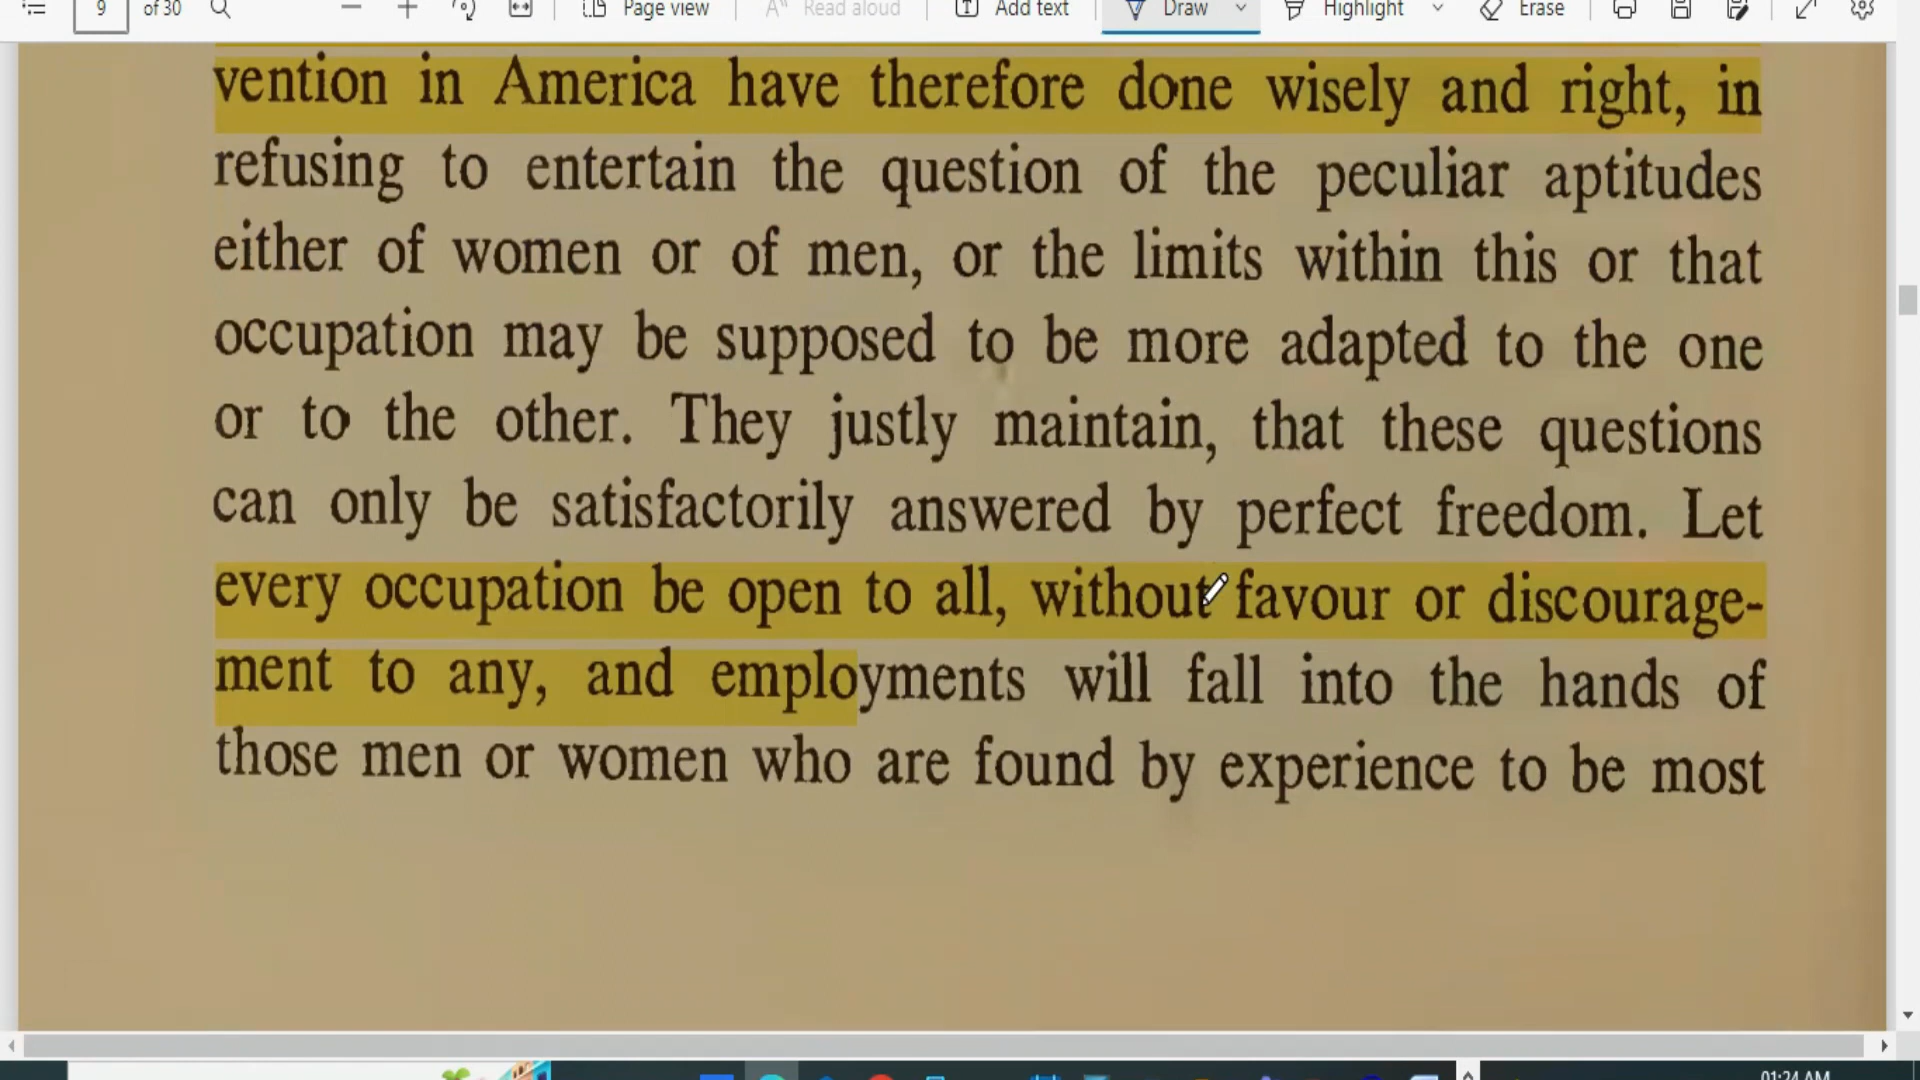 9 of 30 Page view Read aloud Add text Draw Highlight Erase
vention in America have therefore done wisely and right, in
refusing to entertain the question of the peculiar aptitudes
either of women or of men, or the limits within this or that
occupation may be supposed to be more adapted to the one
or to the other. They justly maintain, that these questions
can only be satisfactorily answered by perfect freedom. Let
every occupation be open to all, without favour or discourage-
ment to any, and employments will fall into the hands of
those men or women who are found by experience to be most
01:24 AM